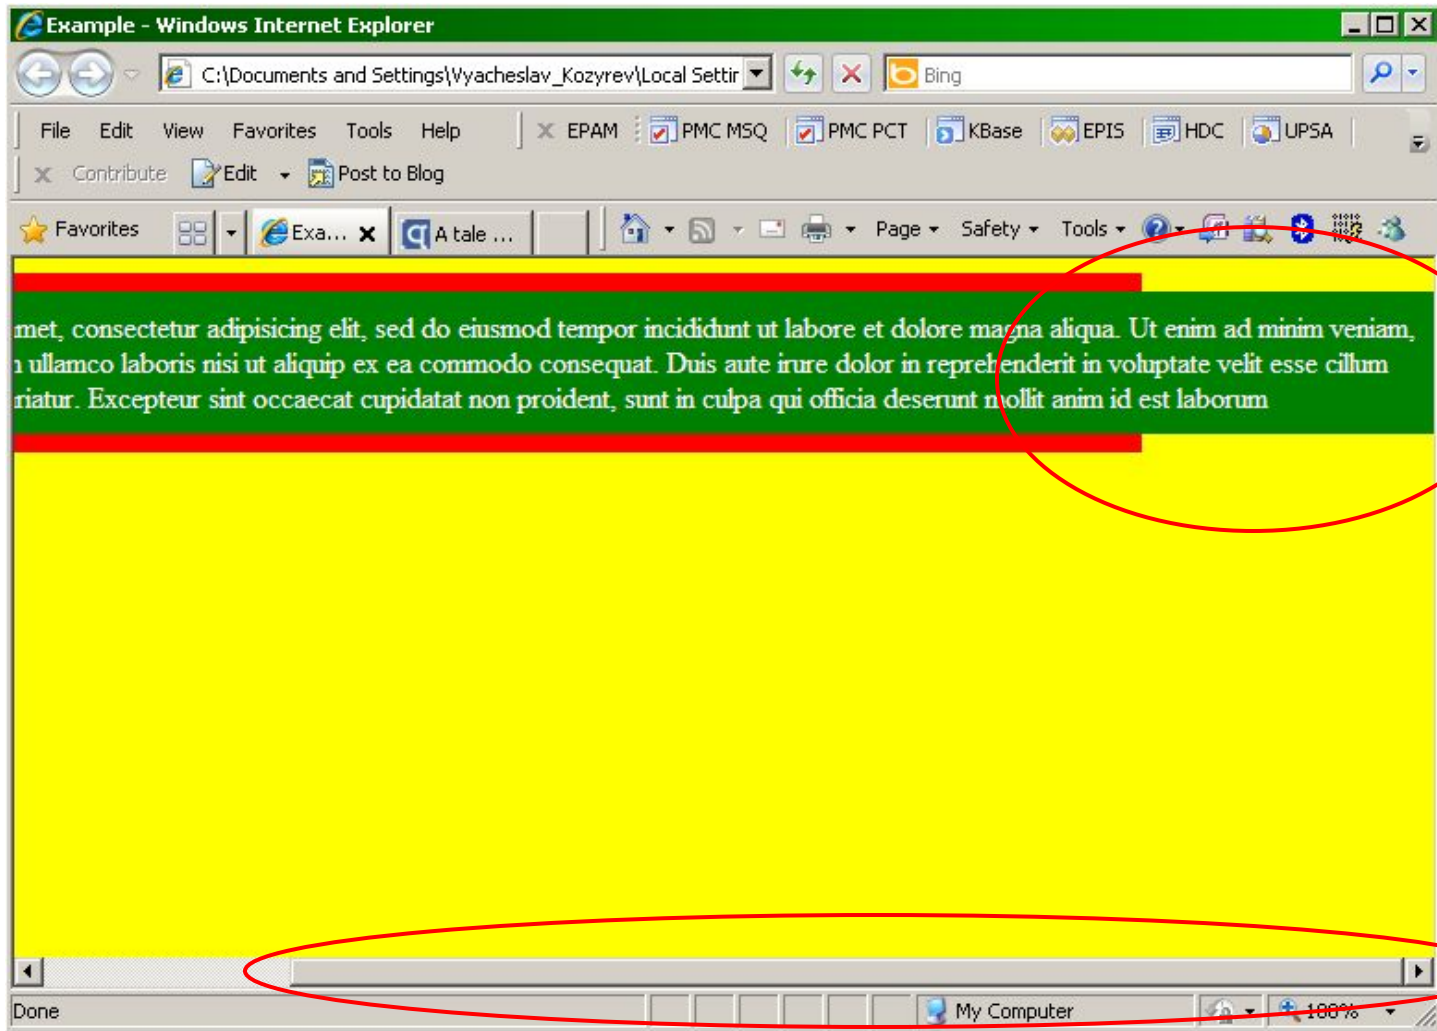 Example - Windows Internet Explorer
C:\Documents and Settings\Vyacheslav_Kozyrev\Local Settir
Bing
File Edit View Favorites Tools Help
EPAM PMC MSQ PMC PCT KBase EPIS HDC UPSA
Contribute Edit Post to Blog
Favorites Exa... A tale ... Page Safety Tools
met, consectetur adipisicing elit, sed do eiusmod tempor incididunt ut labore et dolore magna aliqua. Ut enim ad minim veniam,
ullamco laboris nisi ut aliquip ex ea commodo consequat. Duis aute irure dolor in reprehenderit in voluptate velit esse cillum
riatur. Excepteur sint occaecat cupidatat non proident, sunt in culpa qui officia deserunt mollit anim id est laborum
Done My Computer 100%